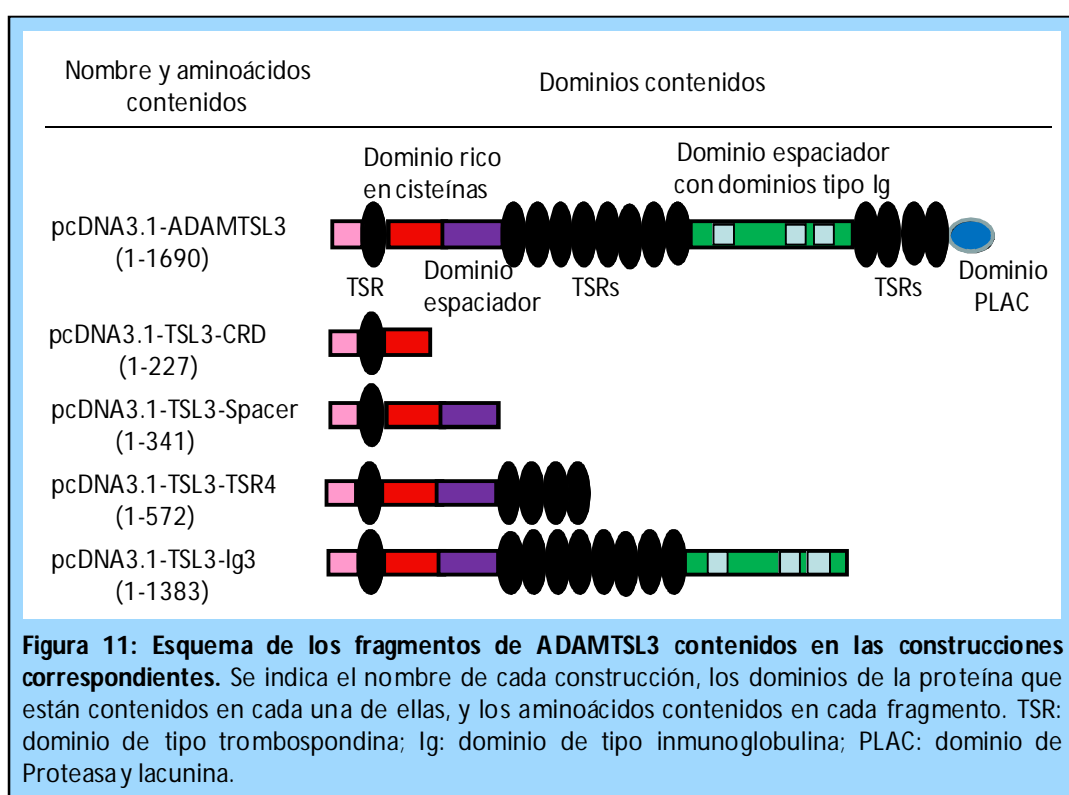 Nombre y aminoácidos
contenidos
Dominios contenidos
Dominio rico
en cisteínas
Dominio espaciador
con dominios tipo Ig
pcDNA3.1-ADAMTSL3
(1-1690)
TSR
Dominio
espaciador
TSRs
TSRs
Dominio
PLAC
pcDNA3.1-TSL3-CRD
(1-227)
pcDNA3.1-TSL3-Spacer
(1-341)
pcDNA3.1-TSL3-TSR4
(1-572)
pcDNA3.1-TSL3-Ig3
(1-1383)
Figura 11: Esquema de los fragmentos de ADAMTSL3 contenidos en las construcciones
correspondientes. Se indica el nombre de cada construcción, los dominios de la proteína que
están contenidos en cada una de ellas, y los aminoácidos contenidos en cada fragmento. TSR:
dominio de tipo trombospondina; Ig: dominio de tipo inmunoglobulina; PLAC: dominio de
Proteasa y lacunina.